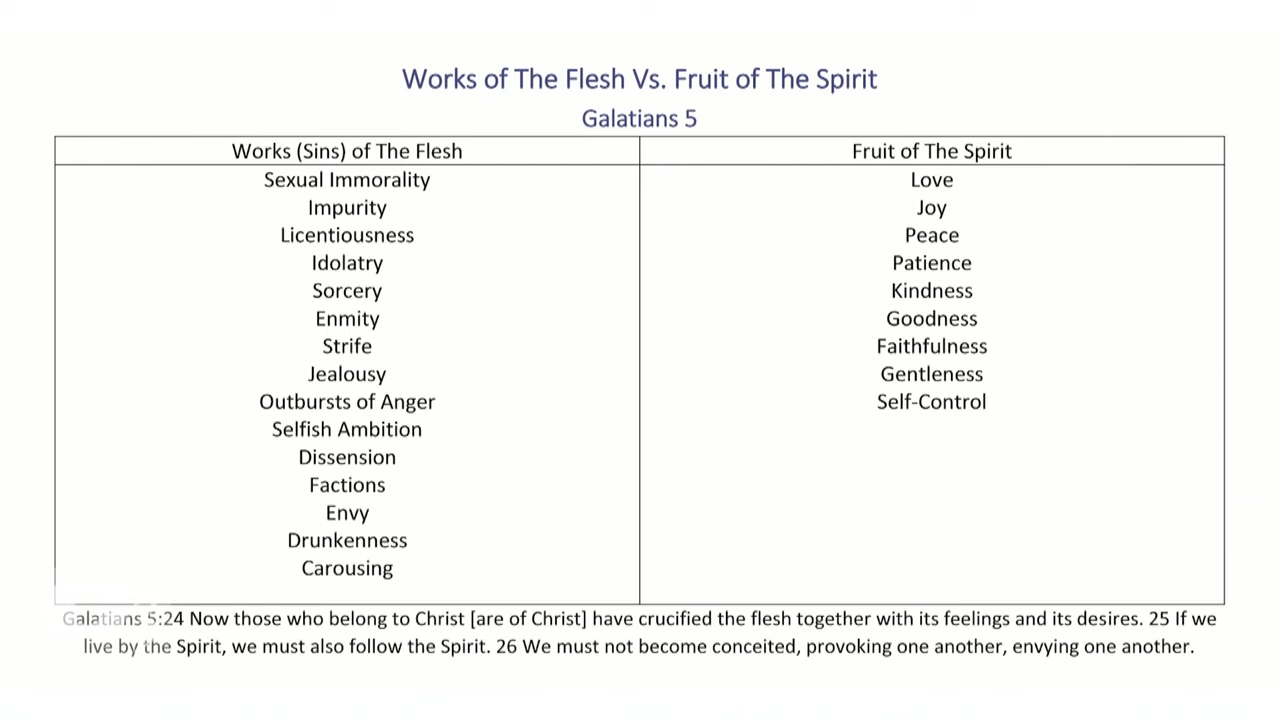 Works of The Flesh Vs. Fruit of The Spirit
Galatians 5
Works (Sins) of The Flesh
Sexual Immorality
Impurity
Licentiousness
Idolatry
Sorcery
Enmity
Strife
Jealousy
Outbursts of Anger
Selfish Ambition
Dissension
Factions
Envy
Drunkenness
Carousing
Fruit of The Spirit
Love
Joy
Peace
Patience
Kindness
Goodness
Faithfulness
Gentleness
Self-Control
Galatians 5:24 Now those who belong to Christ [are of Christ] have crucified the flesh together with its feelings and its desires. 25 If we
live by the Spirit, we must also follow the Spirit. 26 We must not become conceited, provoking one another, envying one another.